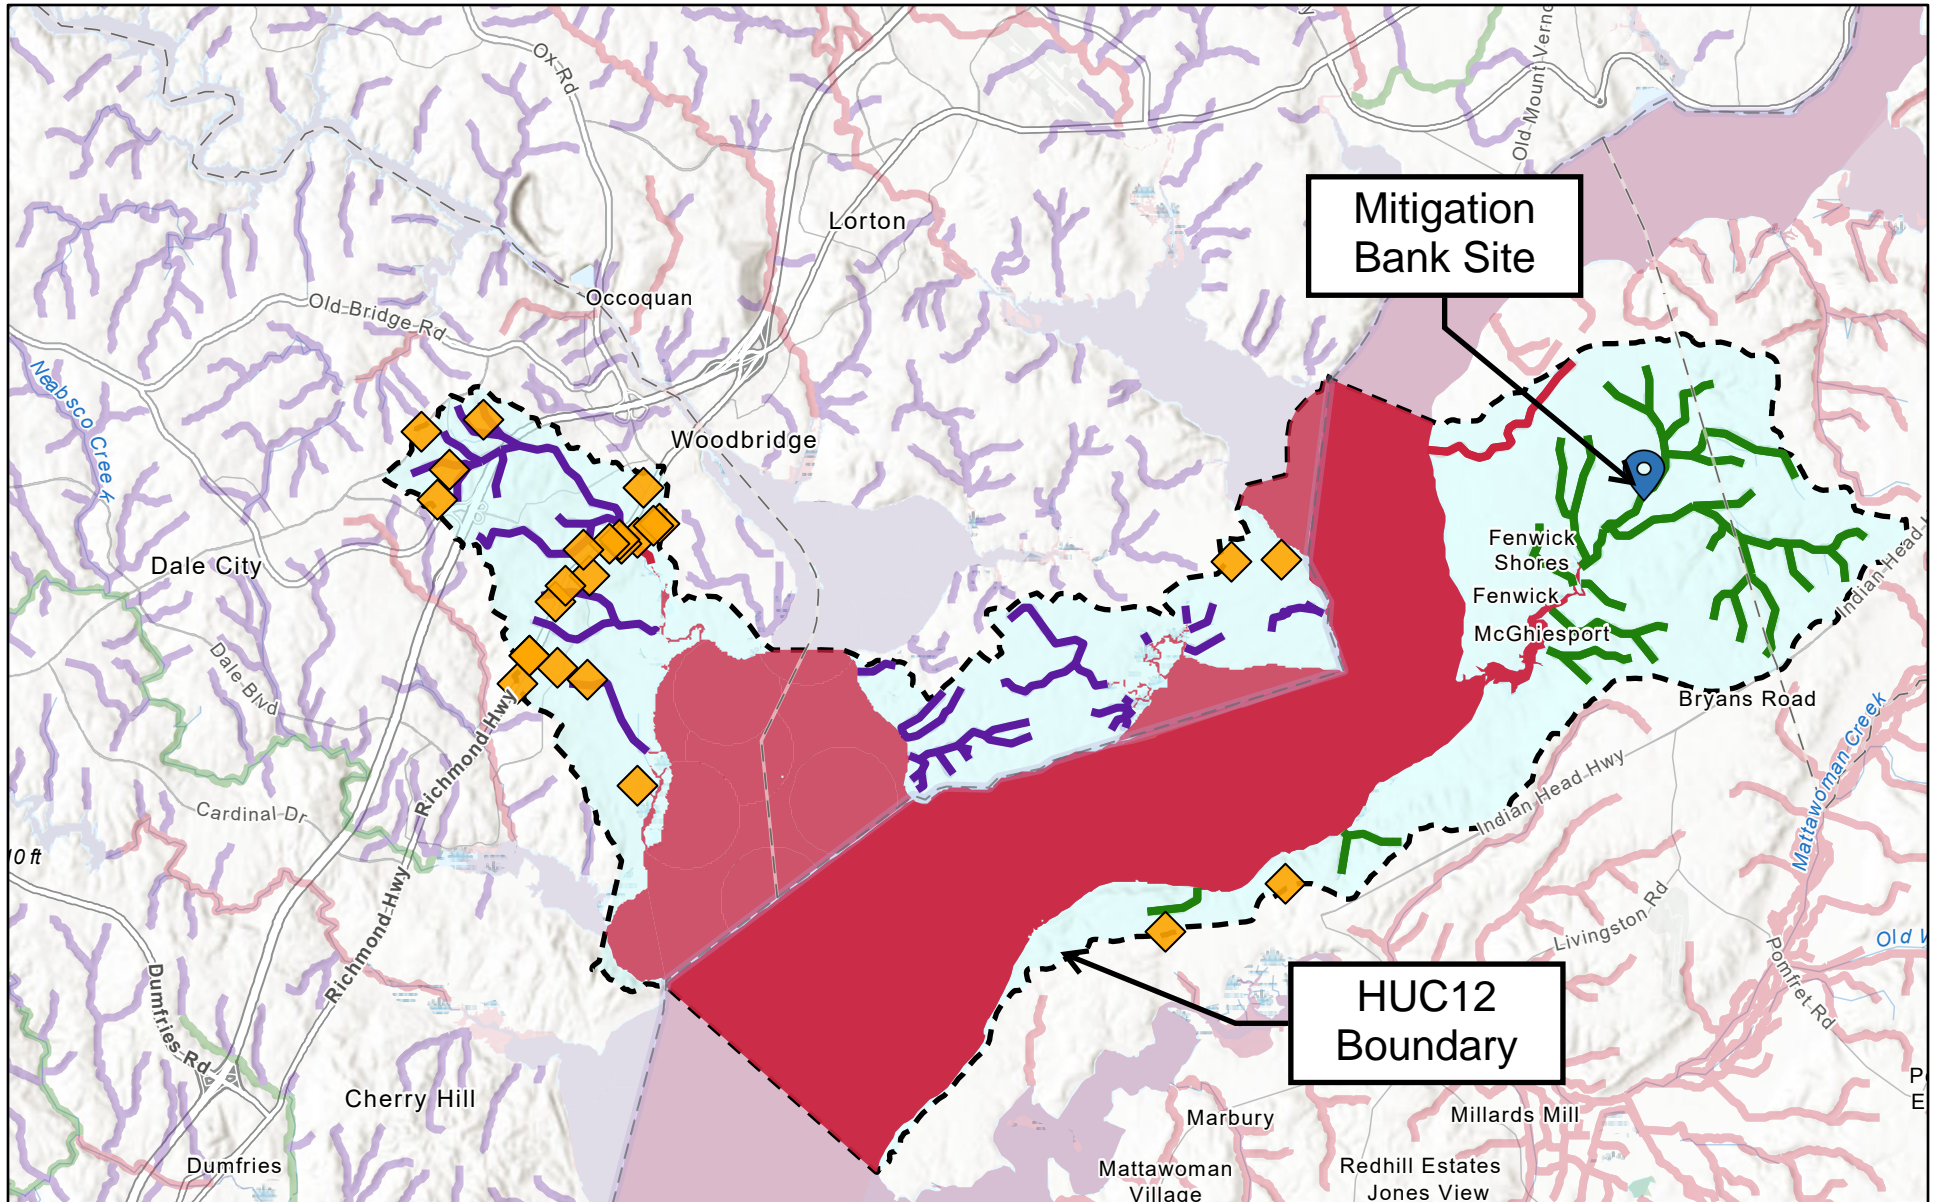 Ox Rd
Old Mount Verno
Mitigation
Bank Site
Lorton
Occoquan
Old Bridge Rd
Neabsco Creek
Woodbridge
Dale City
Fenwick
Shores
Fenwick
McGhiesport
Indian Head H
Bryans Road
Dale Blvd
Richmond Hwy
Cardinal Dr
10 ft
Indian Head Hwy
Mattawoman Creek
Richmond Hwy
Livingston Rd
Old W
Pomfret Rd
Dumfries Rd
HUC12
Boundary
Cherry Hill
Marbury
Millards Mill
Dumfries
Mattawoman
Village
Redhill Estates
Jones View